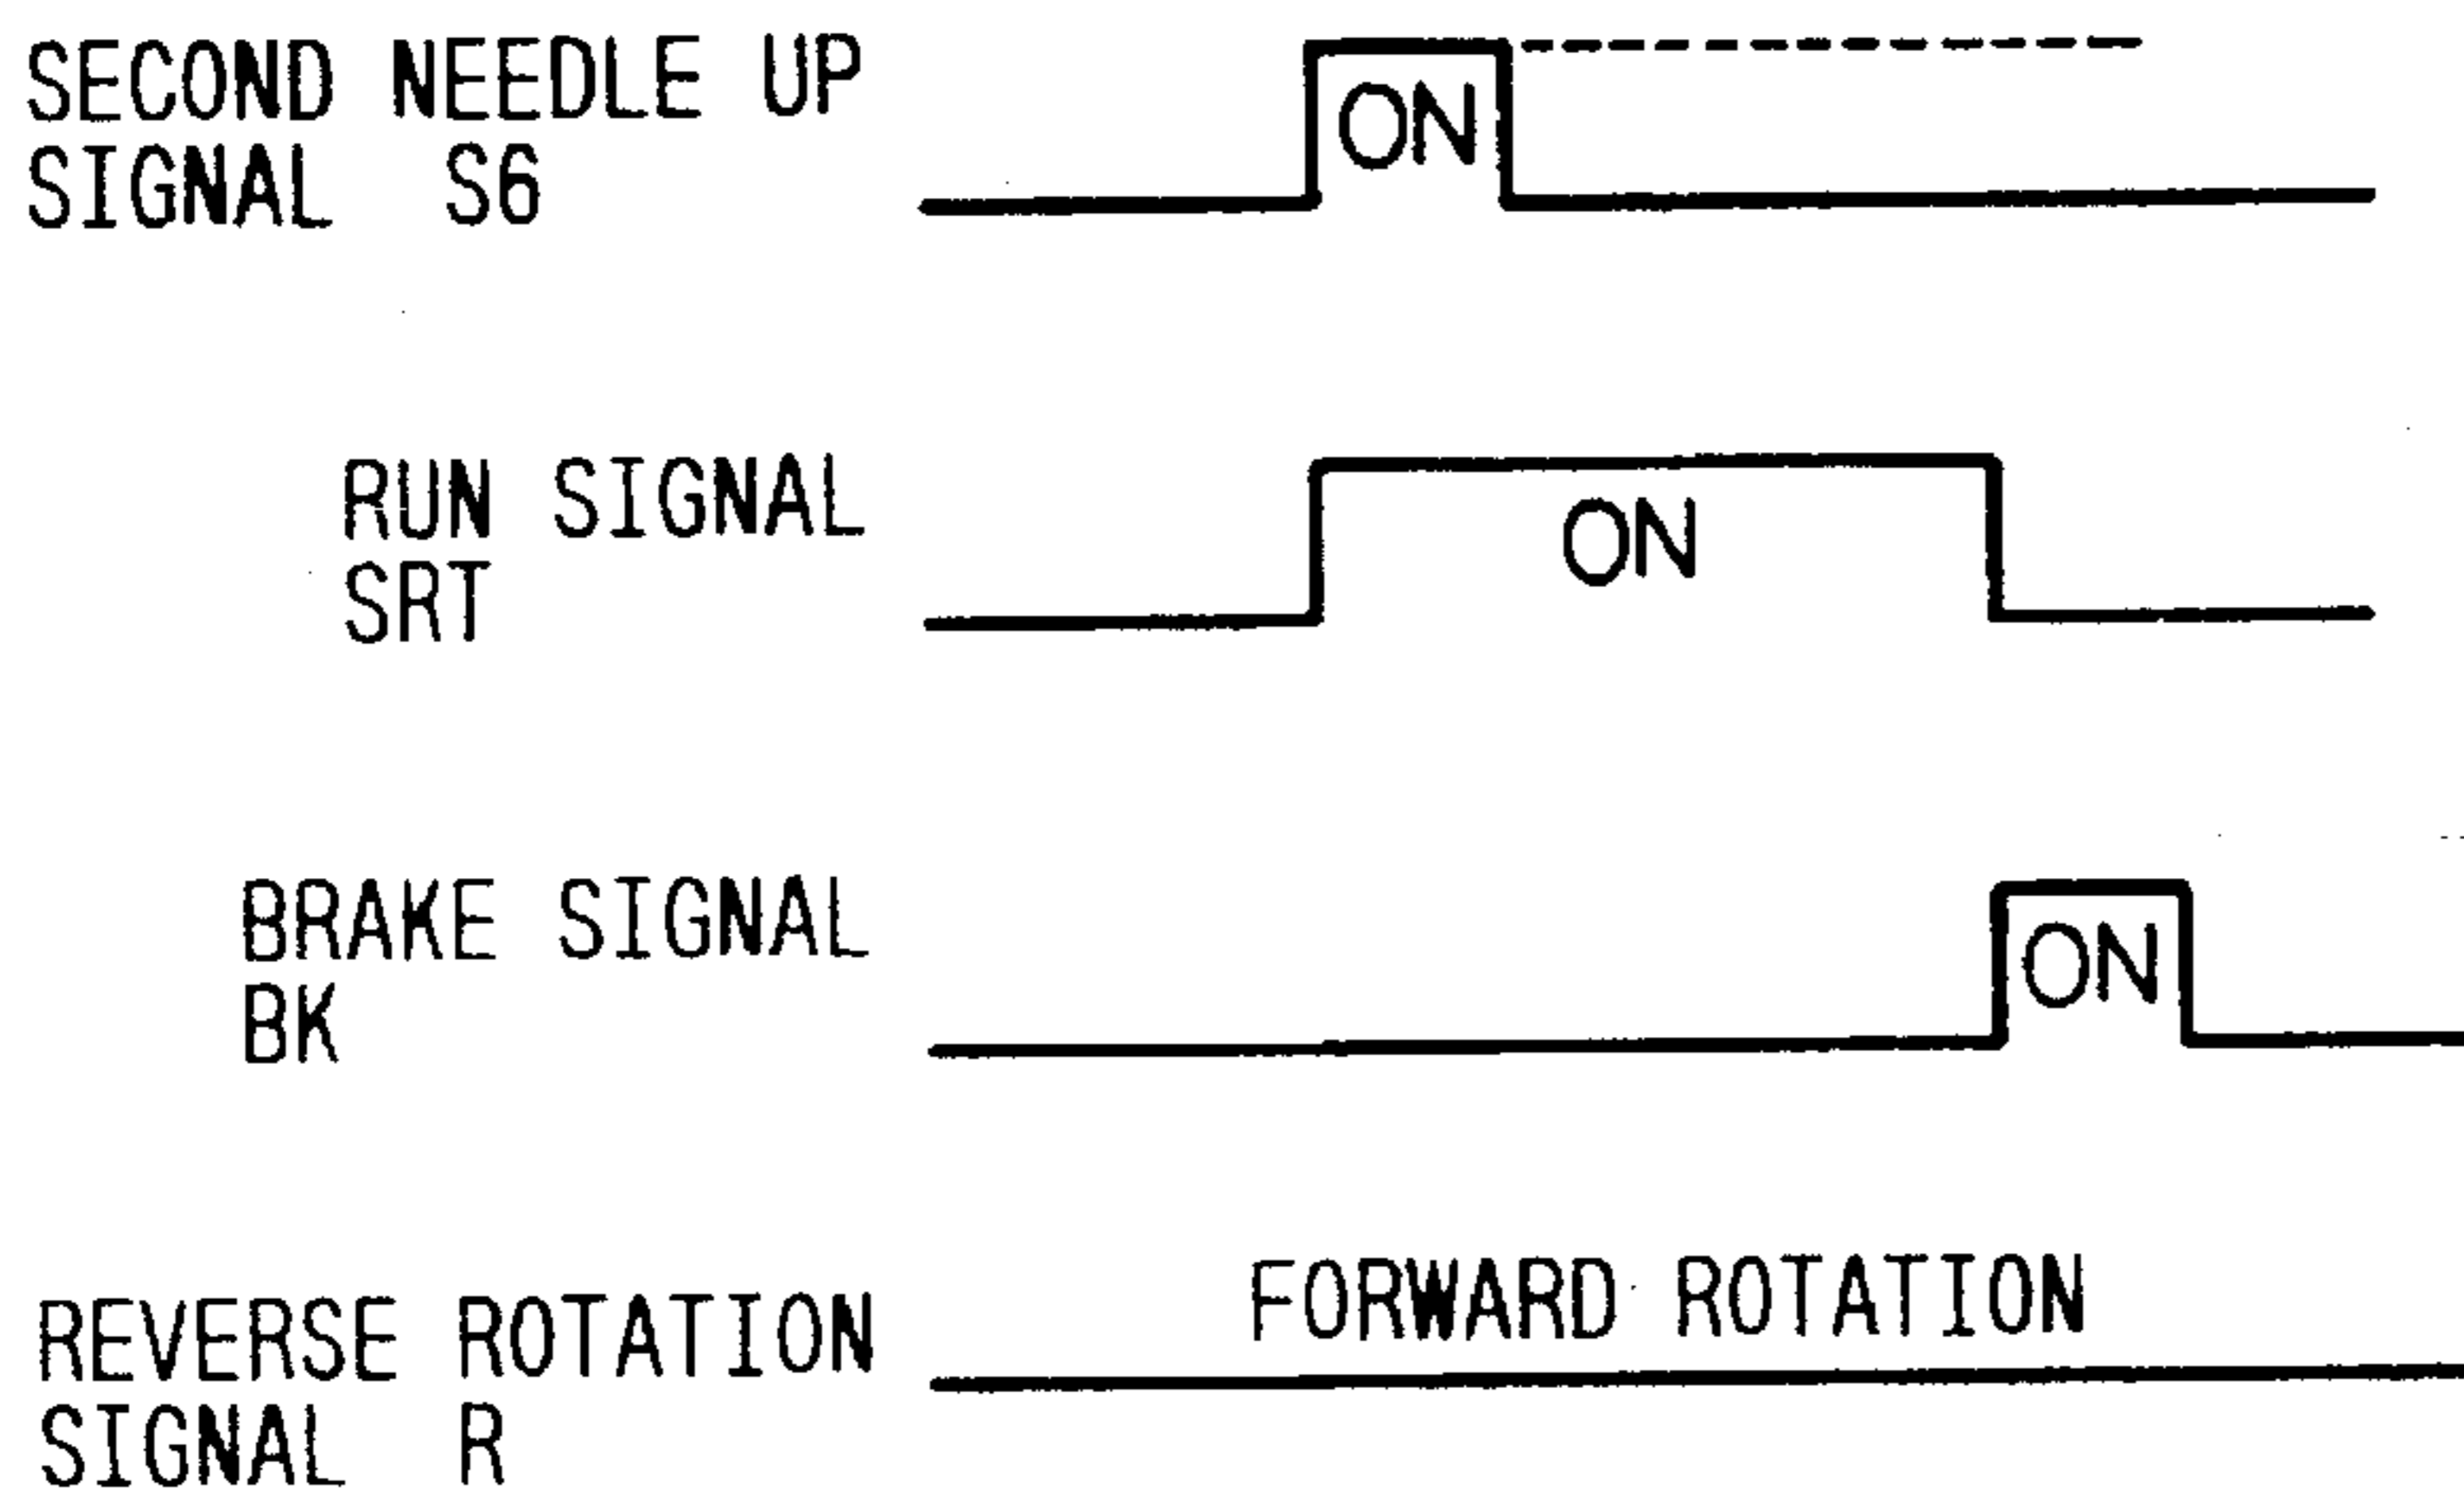 SECOND NEEDLE UP
SIGNAL S6
ON
RUN SIGNAL
SRT
ON
BRAKE SIGNAL
BK
ON
REVERSE ROTATION
SIGNAL R
FORWARD ROTATION